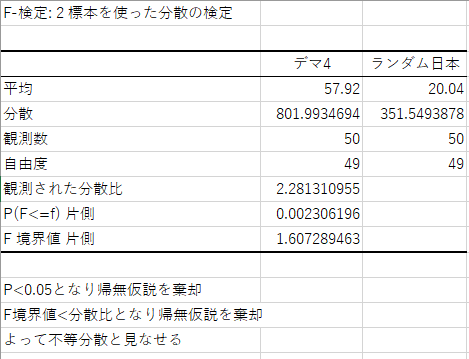 F-検定: 2 標本を使った分散の検定
デマ4 ランダム日本
平均 57.92 20.04
分散 801.9934694 351.5493878
観測数 50 50
自由度 49 49
観測された分散比 2.281310955
P(F<=f) 片側 0.002306196
F 境界値 片側 1.607289463
P<0.05となり帰無仮説を棄却
F境界値<分散比となり帰無仮説を棄却
よって不等分散と見なせる